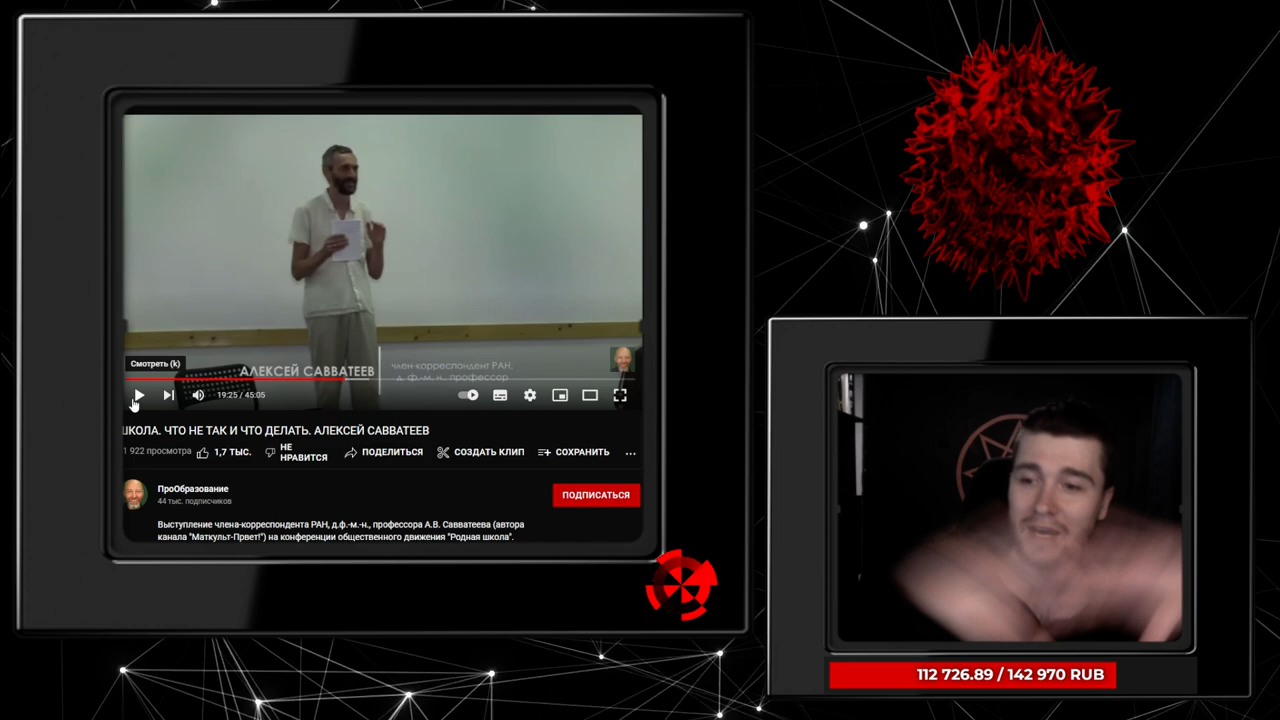 Смотреть (k)
АЛЕКСЕЙ САВВАТЕЕВ
член-корреспондент РАН,
д. ф.-м. н., профессор
19:25 / 45:05
ШКОЛА. ЧТО НЕ ТАК И ЧТО ДЕЛАТЬ. АЛЕКСЕЙ САВВАТЕЕВ
1 922 просмотра
1,7 ТЫС.
НЕ
НРАВИТСЯ
ПОДЕЛИТЬСЯ
СОЗДАТЬ КЛИП
СОХРАНИТЬ
ПроОбразование
44 тыс. подписчиков
ПОДПИСАТЬСЯ
Выступление члена-корреспондента РАН, д.ф.-м.-н., профессора А.В. Савватеева (автора
канала "Маткульт-Првет!") на конференции общественного движения "Родная школа".
112 726.89 / 142 970 RUB